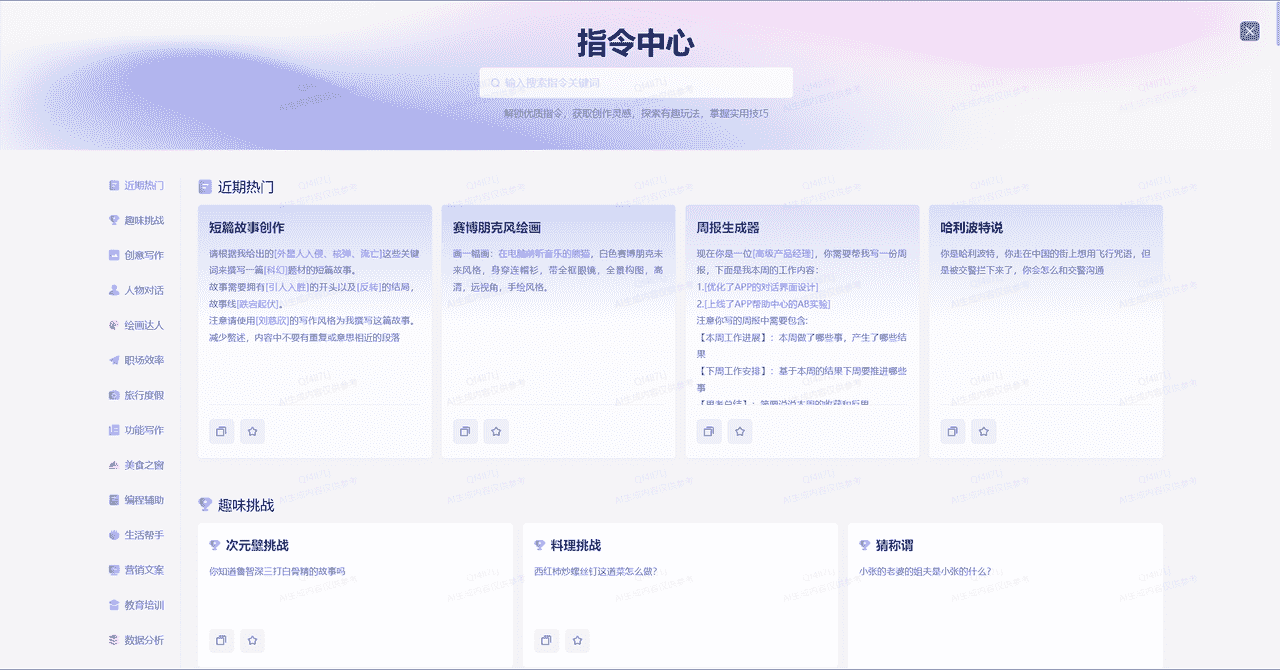 指令中心
输入搜索指令关键词
解锁优质指令，获取创作灵感，探索有趣玩法，掌握实用技巧
近期热门
趣味挑战
创意写作
人物对话
绘画达人
职场效率
旅行度假
功能写作
美食之窗
编程辅助
生活帮手
营销文案
教育培训
数据分析
近期热门
短篇故事创作
请根据我给出的[外星人入侵、核弹、流亡]这些关键
词来撰写一篇[科幻]题材的短篇故事。
故事需要拥有[引人入胜]的开头以及[反转]的结局，
故事线[跌宕起伏]。
注意请使用[刘慈欣]的写作风格为我撰写这篇故事。
减少赘述，内容中不要有重复或意思相近的段落
赛博朋克风绘画
画一幅画：在电脑前听音乐的熊猫，白色赛博朋克未
来风格，身穿连帽衫，带全框眼镜，全景构图，高
清，远视角，手绘风格。
周报生成器
现在你是一位[高级产品经理]，你需要帮我写一份周
报，下面是我本周的工作内容：
1.[优化了APP的对话界面设计]
2.[上线了APP帮助中心的AB实验]
注意你写的周报中需要包含：
【本周工作进展】：本周做了哪些事，产生了哪些结
果
【下周工作安排】：基于本周的结果下周要推进哪些
事
【思考总结】：简要说说本周的收获和反思
哈利波特说
你是哈利波特，你走在中国的街上想用飞行咒语，但
是被交警拦下来了，你会怎么和交警沟通
趣味挑战
次元壁挑战
你知道鲁智深三打白骨精的故事吗
料理挑战
西红柿炒螺丝钉这道菜怎么做？
猜称谓
小张的老婆的姐夫是小张的什么？